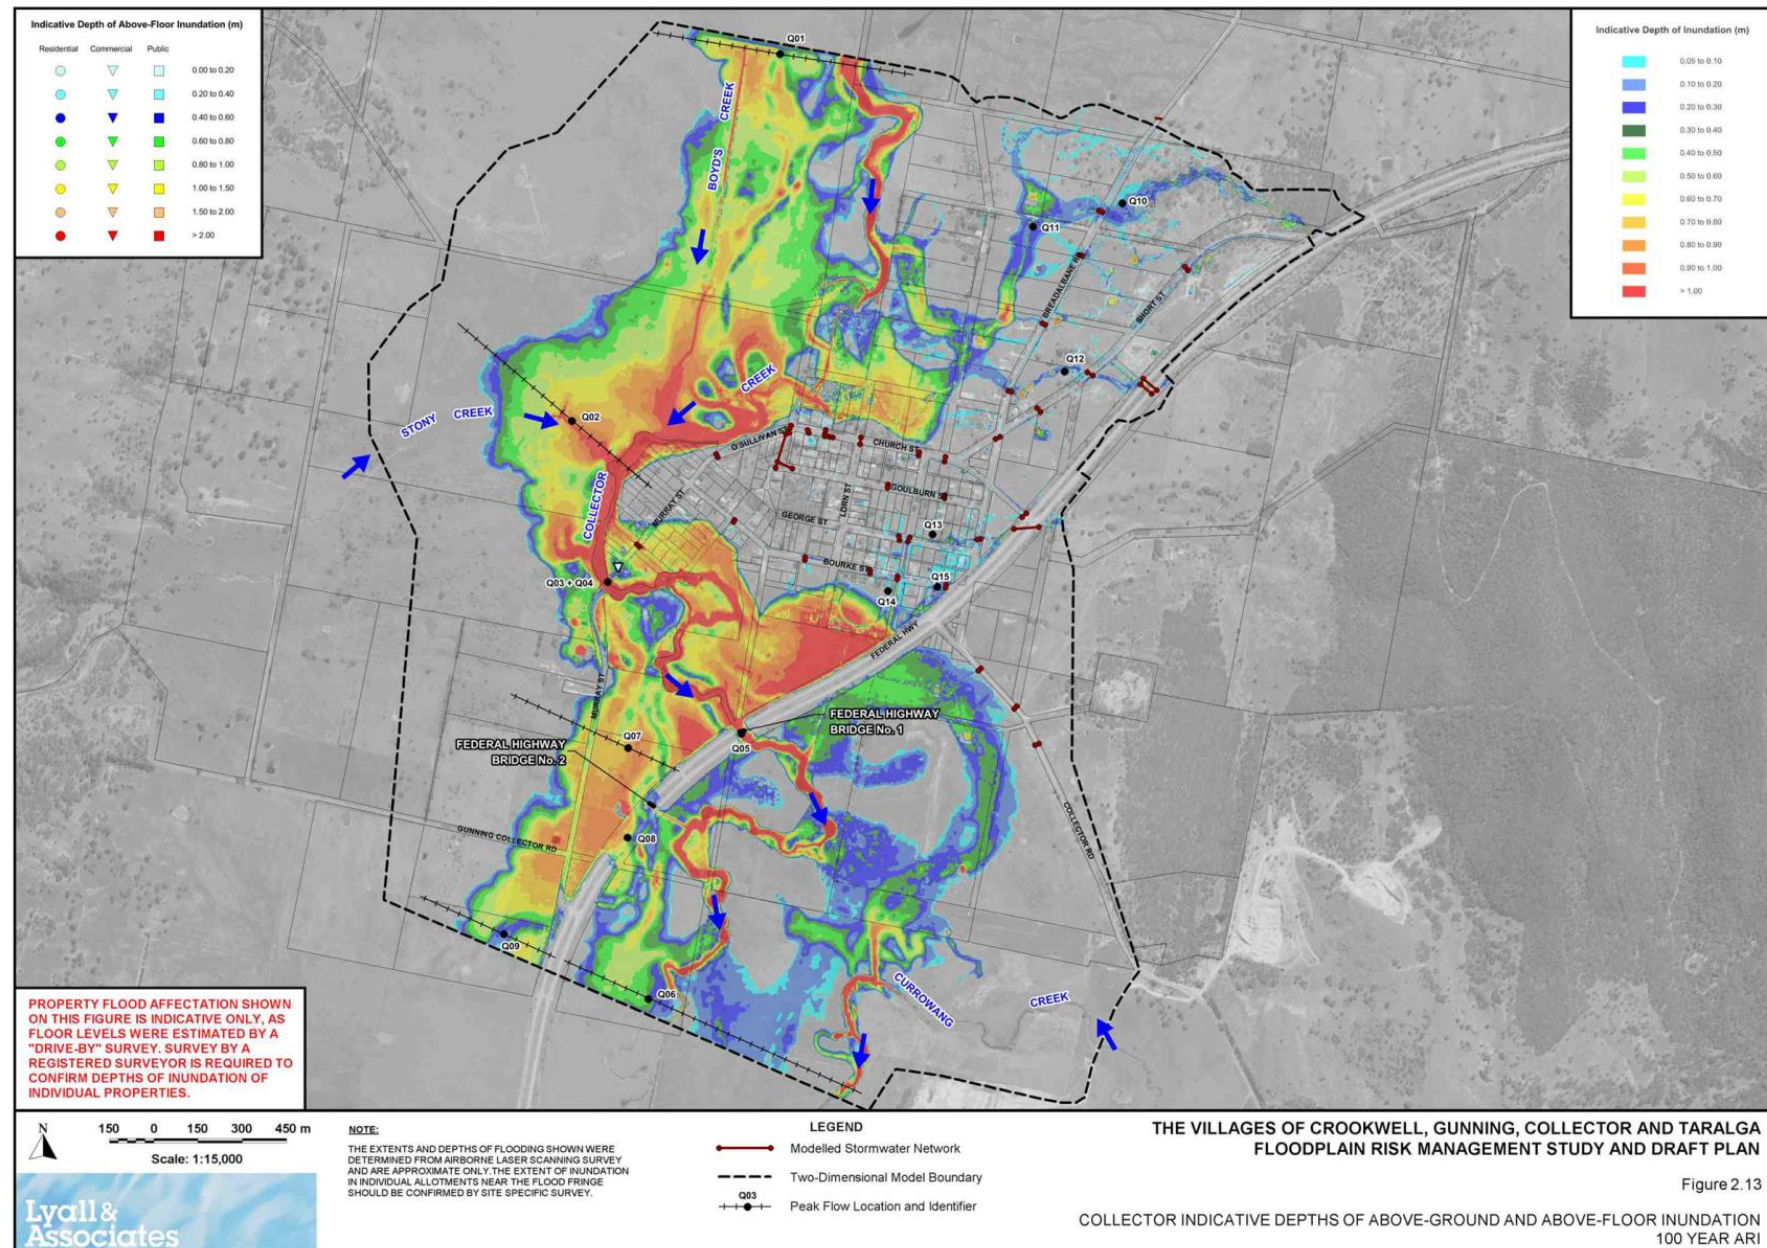 Indicative Depth of Above-Floor Inundation (m)
Residential Commercial Public
0.00 to 0.20
0.20 to 0.40
0.40 to 0.60
0.60 to 0.80
0.80 to 1.00
1.00 to 1.50
1.50 to 2.00
> 2.00
Indicative Depth of Inundation (m)
0.05 to 0.10
0.10 to 0.20
0.20 to 0.30
0.30 to 0.40
0.40 to 0.50
0.50 to 0.60
0.60 to 0.70
0.70 to 0.80
0.80 to 0.90
0.90 to 1.00
> 1.00
Q01
BOYD'S CREEK
Q10
Q11
BREADALBANE RD
SHORT ST
Q12
STONY CREEK
Q02
CREEK
O'SULLIVAN ST
CHURCH ST
COLLECTOR
MURRAY ST
LORN ST
GOULBURN ST
GEORGE ST
Q13
BOURKE ST
Q03 + Q04
Q15
Q14
FEDERAL HWY
MURRAY ST
FEDERAL HIGHWAY
BRIDGE No. 1
Q05
FEDERAL HIGHWAY
BRIDGE No. 2
Q07
Q08
GUNNING COLLECTOR RD
COLLECTOR RD
Q09
Q06
CURROWANG CREEK
PROPERTY FLOOD AFFECTATION SHOWN
ON THIS FIGURE IS INDICATIVE ONLY, AS
FLOOR LEVELS WERE ESTIMATED BY A
"DRIVE-BY" SURVEY. SURVEY BY A
REGISTERED SURVEYOR IS REQUIRED TO
CONFIRM DEPTHS OF INUNDATION OF
INDIVIDUAL PROPERTIES.
N
150 0 150 300 450 m
Scale: 1:15,000
Lyall &
Associates
NOTE:
THE EXTENTS AND DEPTHS OF FLOODING SHOWN WERE
DETERMINED FROM AIRBORNE LASER SCANNING SURVEY
AND ARE APPROXIMATE ONLY.THE EXTENT OF INUNDATION
IN INDIVIDUAL ALLOTMENTS NEAR THE FLOOD FRINGE
SHOULD BE CONFIRMED BY SITE SPECIFIC SURVEY.
LEGEND
Modelled Stormwater Network
Two-Dimensional Model Boundary
Q03
Peak Flow Location and Identifier
THE VILLAGES OF CROOKWELL, GUNNING, COLLECTOR AND TARALGA
FLOODPLAIN RISK MANAGEMENT STUDY AND DRAFT PLAN
Figure 2.13
COLLECTOR INDICATIVE DEPTHS OF ABOVE-GROUND AND ABOVE-FLOOR INUNDATION
100 YEAR ARI